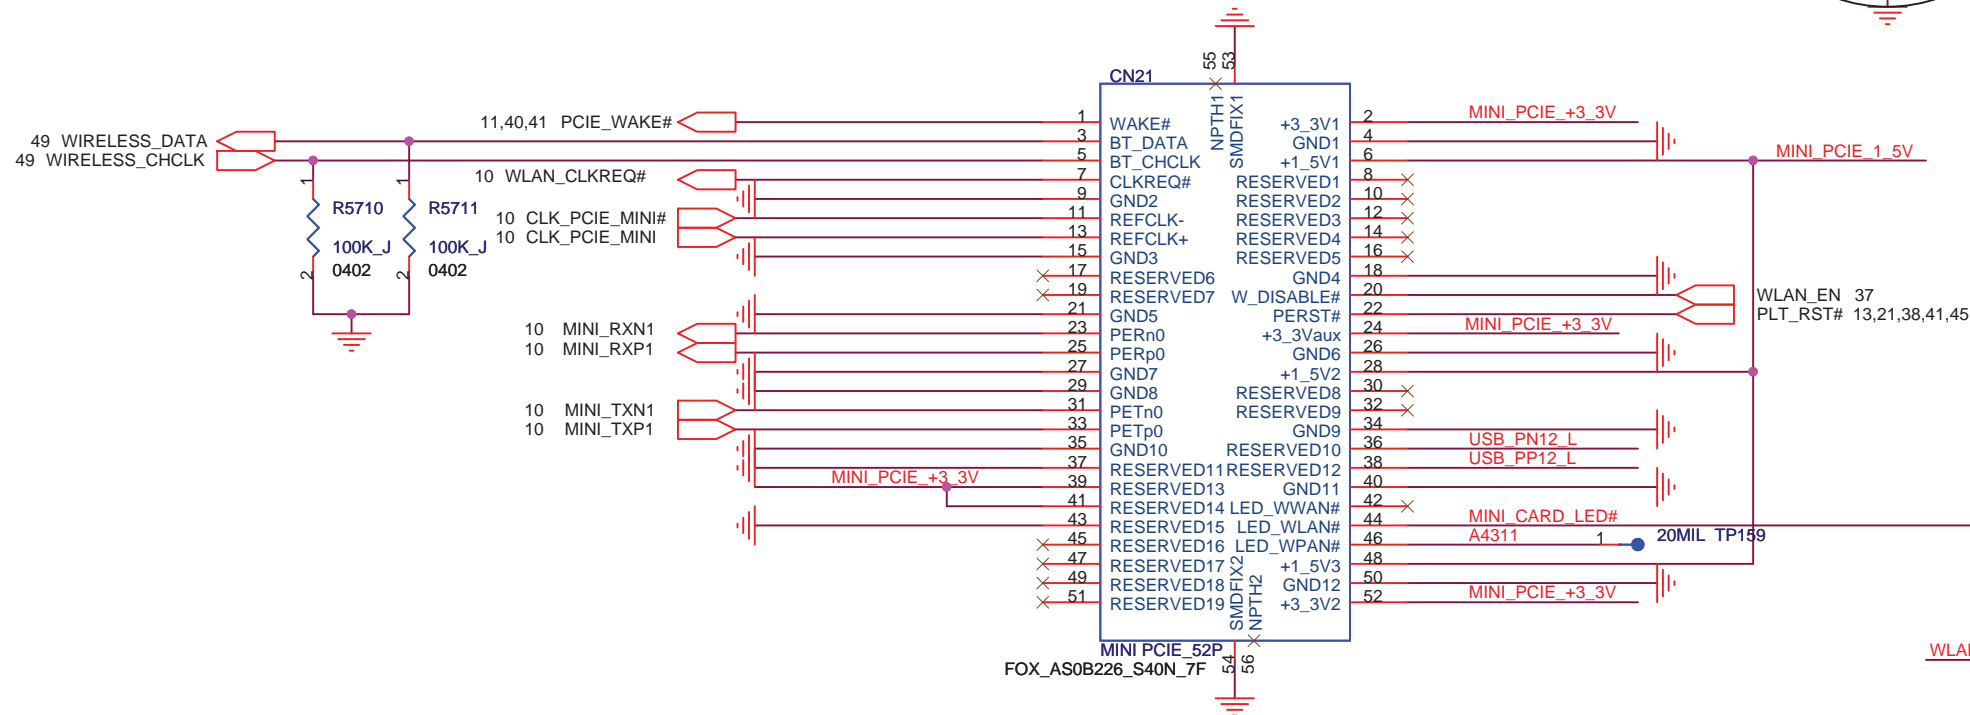 55
53
CN21
NPTH1
SMDFIX1
11,40,41 PCIE_WAKE# 1 WAKE# +3_3V1 2 MINI_PCIE_+3_3V
49 WIRELESS_DATA 3 BT_DATA GND1 4
49 WIRELESS_CHCLK 5 BT_CHCLK +1_5V1 6 MINI_PCIE_1_5V
10 WLAN_CLKREQ# 7 CLKREQ# RESERVED1 8
1 R5710 1 R5711 9 GND2 RESERVED2 10
10 CLK_PCIE_MINI# 11 REFCLK- RESERVED3 12
10 CLK_PCIE_MINI 13 REFCLK+ RESERVED4 14
100K_J 100K_J 15 GND3 RESERVED5 16
2 0402 2 0402 17 RESERVED6 GND4 18
19 RESERVED7 W_DISABLE# 20 WLAN_EN 37
21 GND5 PERST# 22 PLT_RST# 13,21,38,41,45
10 MINI_RXN1 23 PERn0 +3_3Vaux 24 MINI_PCIE_+3_3V
10 MINI_RXP1 25 PERp0 GND6 26
27 GND7 +1_5V2 28
29 GND8 RESERVED8 30
10 MINI_TXN1 31 PETn0 RESERVED9 32
10 MINI_TXP1 33 PETp0 GND9 34
35 GND10 RESERVED10 36 USB_PN12_L
37 RESERVED11 RESERVED12 38 USB_PP12_L
MINI_PCIE_+3_3V 39 RESERVED13 GND11 40
41 RESERVED14 LED_WWAN# 42
43 RESERVED15 LED_WLAN# 44 MINI_CARD_LED#
45 RESERVED16 LED_WPAN# 46 A4311 1 20MIL TP159
47 RESERVED17 +1_5V3 48
49 RESERVED18 GND12 50
51 RESERVED19 +3_3V2 52 MINI_PCIE_+3_3V
SMDFIX2
NPTH2
MINI PCIE_52P
FOX_AS0B226_S40N_7F
54
56